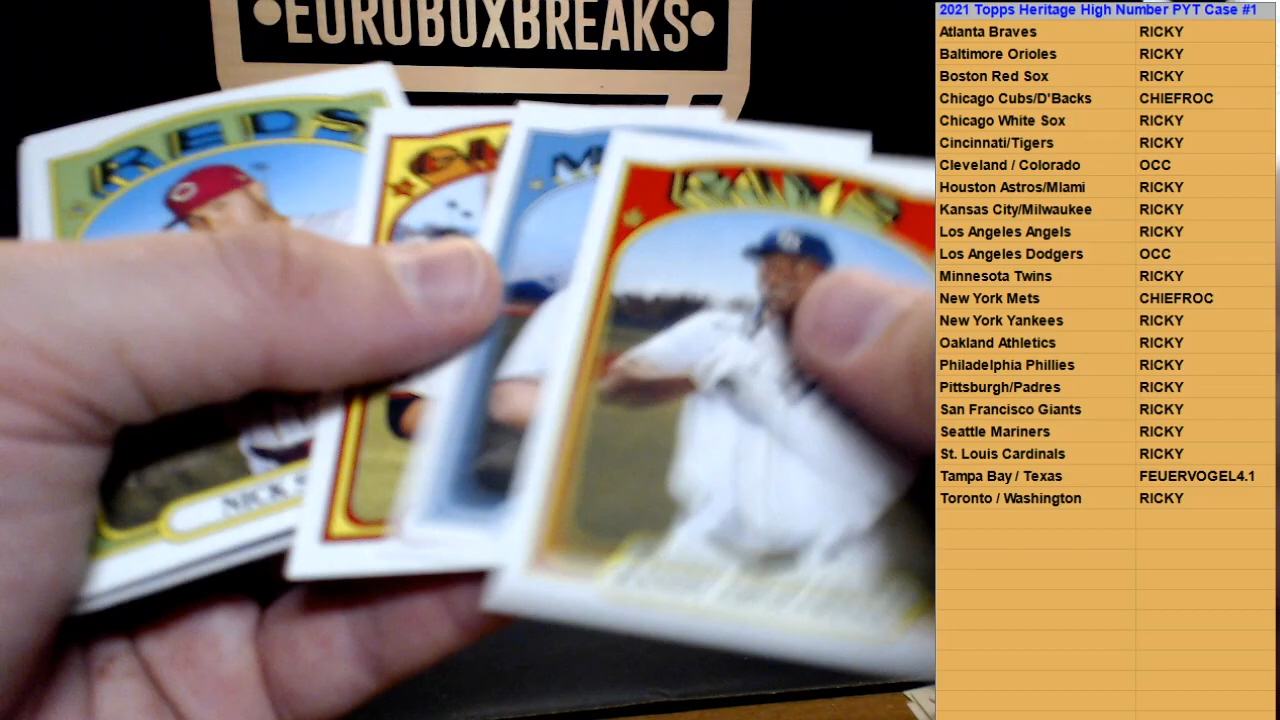 •EUROBOXBREAKS•
REDS
NICK
2021 Topps Heritage High Number PYT Case #1
Atlanta Braves RICKY
Baltimore Orioles RICKY
Boston Red Sox RICKY
Chicago Cubs/D'Backs CHIEFROC
Chicago White Sox RICKY
Cincinnati/Tigers RICKY
Cleveland / Colorado OCC
Houston Astros/Miami RICKY
Kansas City/Milwaukee RICKY
Los Angeles Angels RICKY
Los Angeles Dodgers OCC
Minnesota Twins RICKY
New York Mets CHIEFROC
New York Yankees RICKY
Oakland Athletics RICKY
Philadelphia Phillies RICKY
Pittsburgh/Padres RICKY
San Francisco Giants RICKY
Seattle Mariners RICKY
St. Louis Cardinals RICKY
Tampa Bay / Texas FEUERVOGEL4.1
Toronto / Washington RICKY